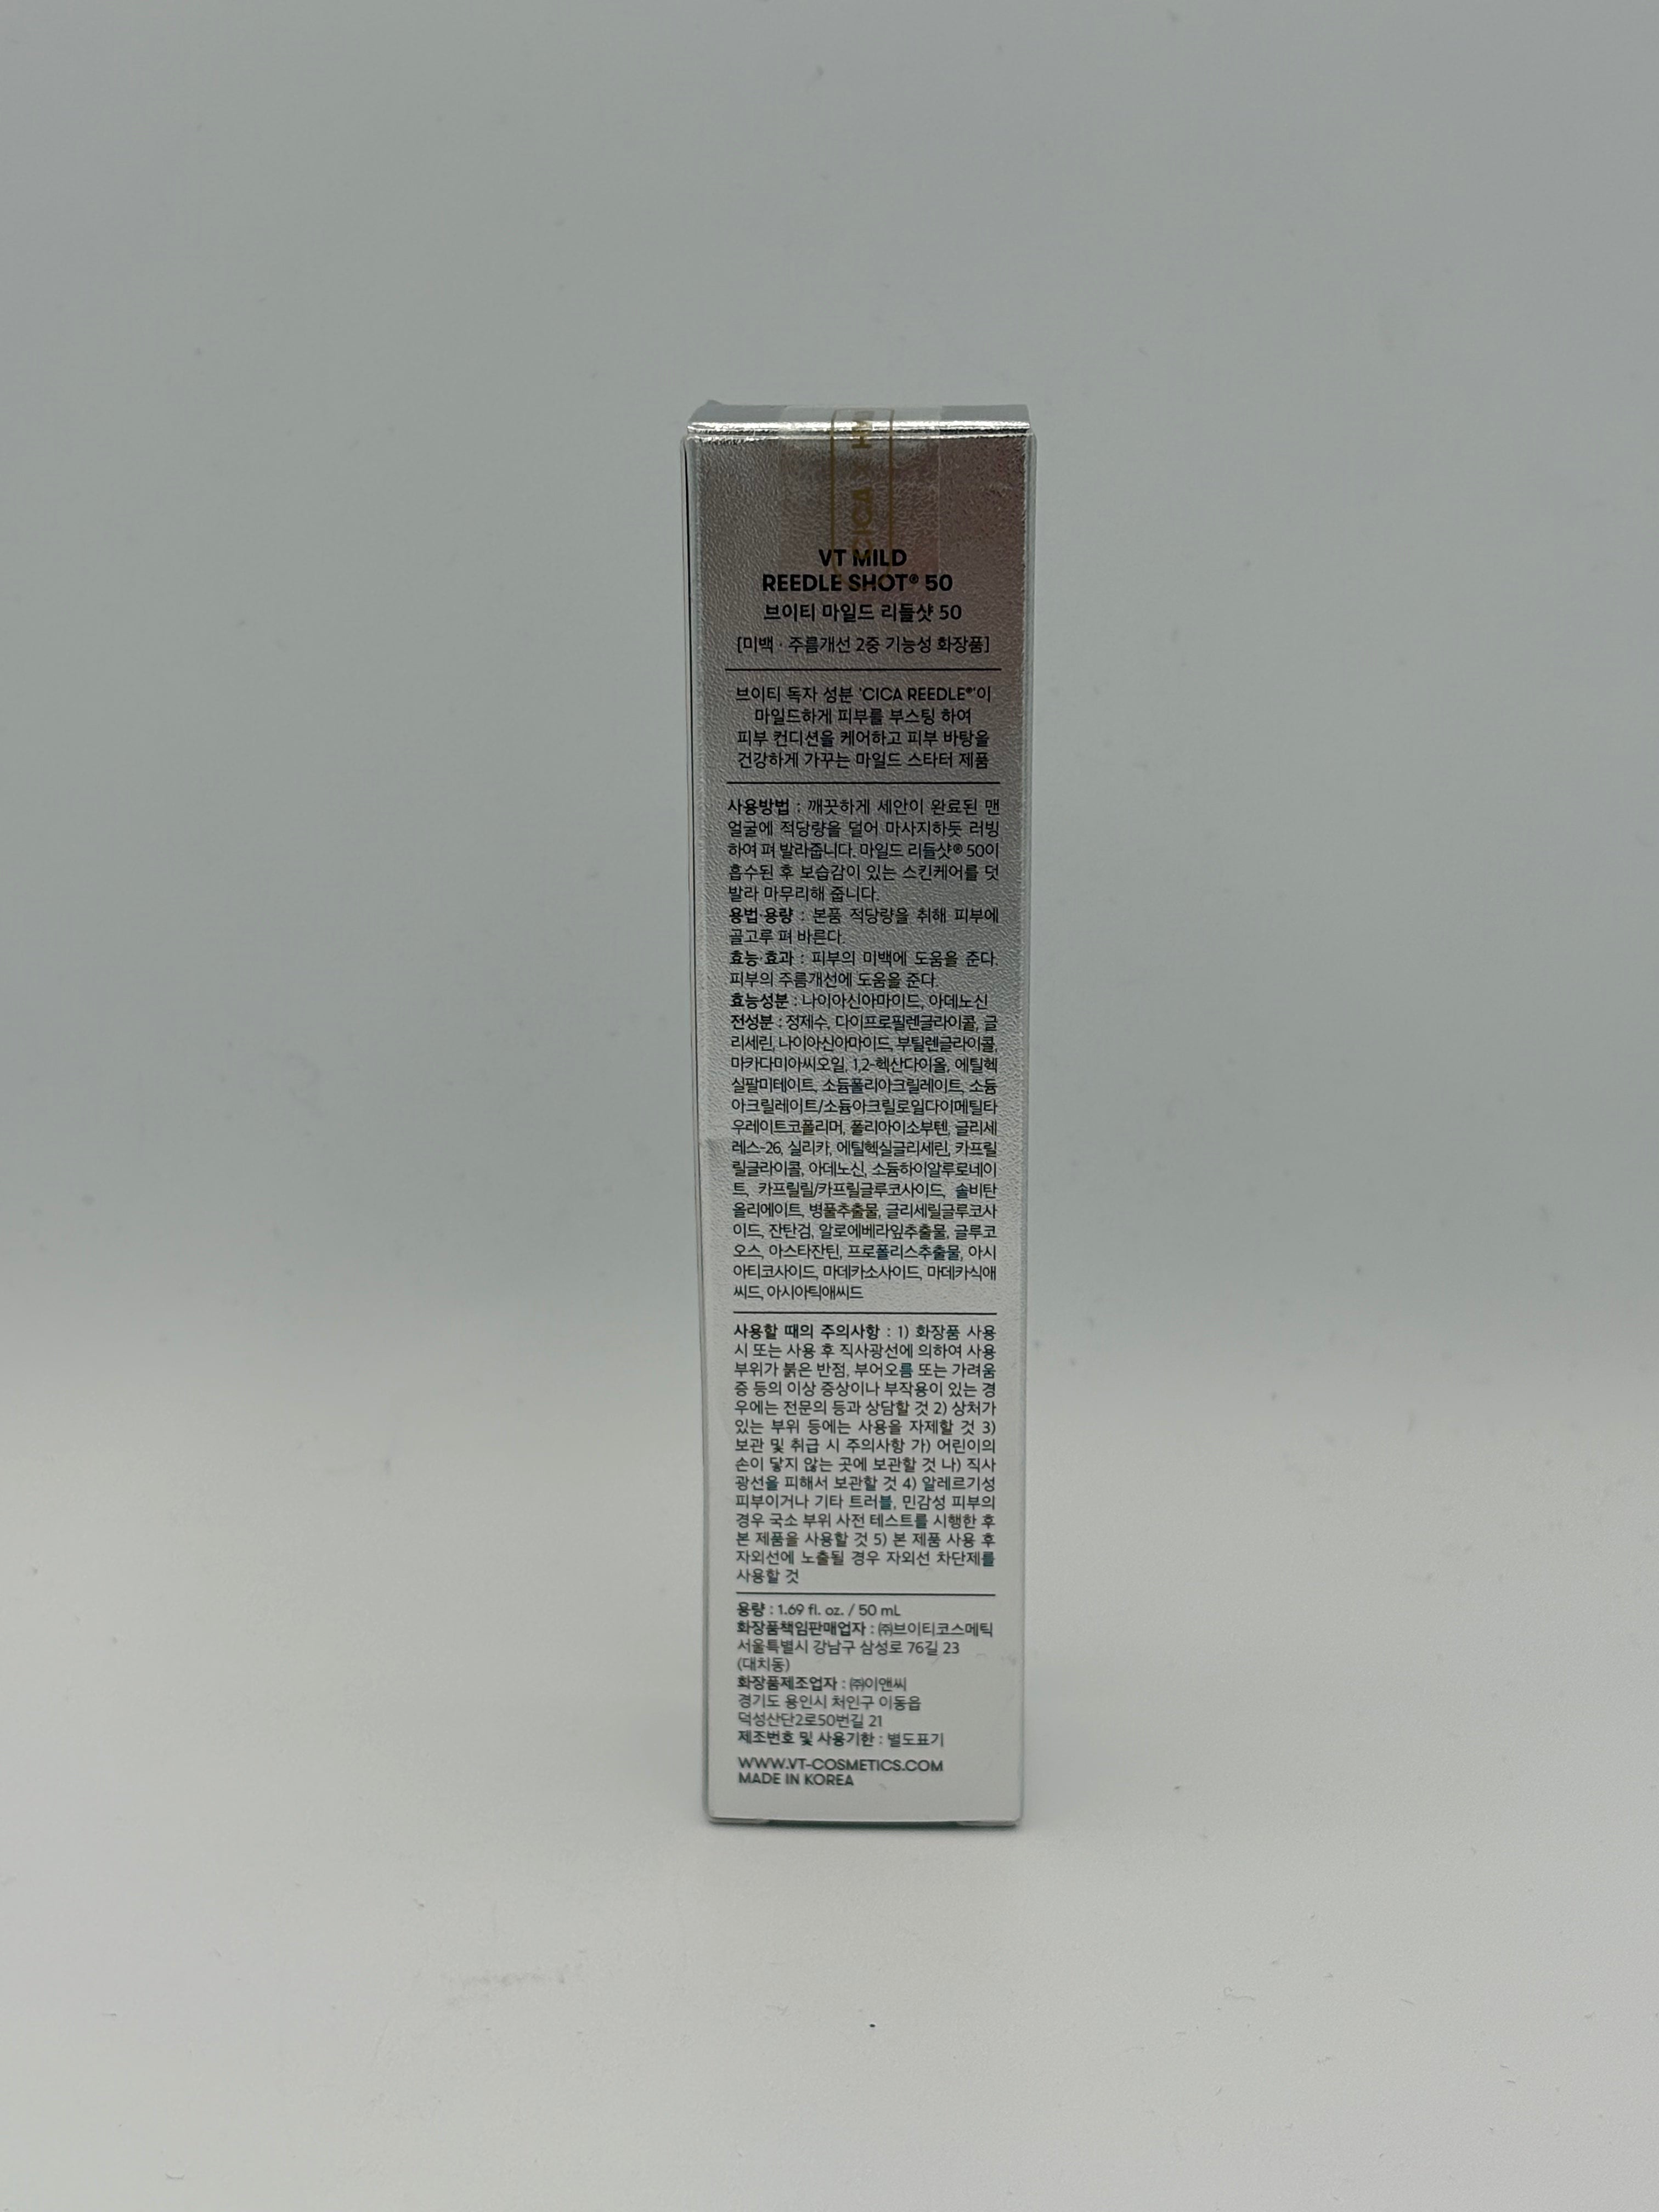 CICA
VT MILD
REEDLE SHOT® 50
브이티 마일드 리들샷 50
[미백 · 주름개선 2중 기능성 화장품]
브이티 독자 성분 'CICA REEDLE®'이
마일드하게 피부를 부스팅 하여
피부 컨디션을 케어하고 피부 바탕을
건강하게 가꾸는 마일드 스타터 제품
사용방법 : 깨끗하게 세안이 완료된 맨
얼굴에 적당량을 덜어 마사지하듯 러빙
하여 펴 발라줍니다. 마일드 리들샷® 50이
흡수된 후 보습감이 있는 스킨케어를 덧
발라 마무리해 줍니다.
용법·용량 : 본품 적당량을 취해 피부에
골고루 펴 바른다.
효능·효과 : 피부의 미백에 도움을 준다.
피부의 주름개선에 도움을 준다.
효능성분 : 나이아신아마이드, 아데노신
전성분 : 정제수, 다이프로필렌글라이콜, 글
리세린, 나이아신아마이드, 부틸렌글라이콜,
마카다미아씨오일, 1,2-헥산다이올, 에틸헥
실팔미테이트, 소듐폴리아크릴레이트, 소듐
아크릴레이트/소듐아크릴로일다이메틸타
우레이트코폴리머, 폴리아이소부텐, 글리세
레스-26, 실리카, 에틸헥실글리세린, 카프릴
릴글라이콜, 아데노신, 소듐하이알루로네이
트, 카프릴릴/카프릴글루코사이드, 솔비탄
올리에이트, 병풀추출물, 글리세릴글루코사
이드, 잔탄검, 알로에베라잎추출물, 글루코
오스, 아스타잔틴, 프로폴리스추출물, 아시
아티코사이드, 마데카소사이드, 마데카식애
씨드, 아시아틱애씨드
사용할 때의 주의사항 : 1) 화장품 사용
시 또는 사용 후 직사광선에 의하여 사용
부위가 붉은 반점, 부어오름 또는 가려움
증 등의 이상 증상이나 부작용이 있는 경
우에는 전문의 등과 상담할 것 2) 상처가
있는 부위 등에는 사용을 자제할 것 3)
보관 및 취급 시 주의사항 가) 어린이의
손이 닿지 않는 곳에 보관할 것 나) 직사
광선을 피해서 보관할 것 4) 알레르기성
피부이거나 기타 트러블, 민감성 피부의
경우 국소 부위 사전 테스트를 시행한 후
본 제품을 사용할 것 5) 본 제품 사용 후
자외선에 노출될 경우 자외선 차단제를
사용할 것
용량 : 1.69 fl. oz. / 50 mL
화장품책임판매업자 : ㈜브이티코스메틱
서울특별시 강남구 삼성로 76길 23
(대치동)
화장품제조업자 : ㈜이앤씨
경기도 용인시 처인구 이동읍
덕성산단2로50번길 21
제조번호 및 사용기한 : 별도표기
WWW.VT-COSMETICS.COM
MADE IN KOREA